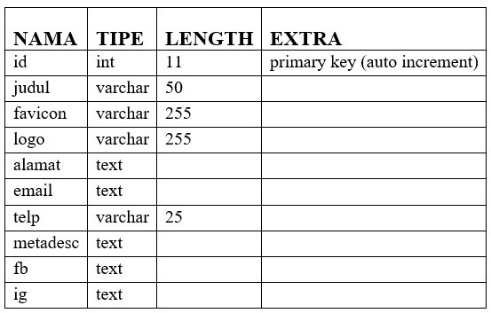 NAMA TIPE LENGTH EXTRA
id int 11 primary key (auto increment)
judul varchar 50
favicon varchar 255
logo varchar 255
alamat text
email text
telp varchar 25
metadesc text
fb text
ig text